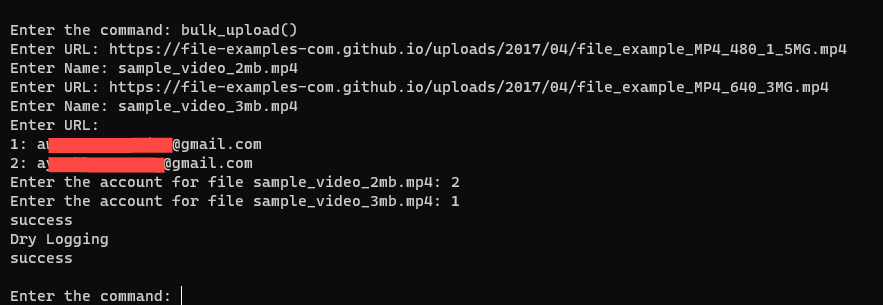 Enter the command: bulk_upload()
Enter URL: https://file-examples-com.github.io/uploads/2017/04/file_example_MP4_480_1_5MG.mp4
Enter Name: sample_video_2mb.mp4
Enter URL: https://file-examples-com.github.io/uploads/2017/04/file_example_MP4_640_3MG.mp4
Enter Name: sample_video_3mb.mp4
Enter URL:
1: a @gmail.com
2: ay @gmail.com
Enter the account for file sample_video_2mb.mp4: 2
Enter the account for file sample_video_3mb.mp4: 1
success
Dry Logging
success
Enter the command: